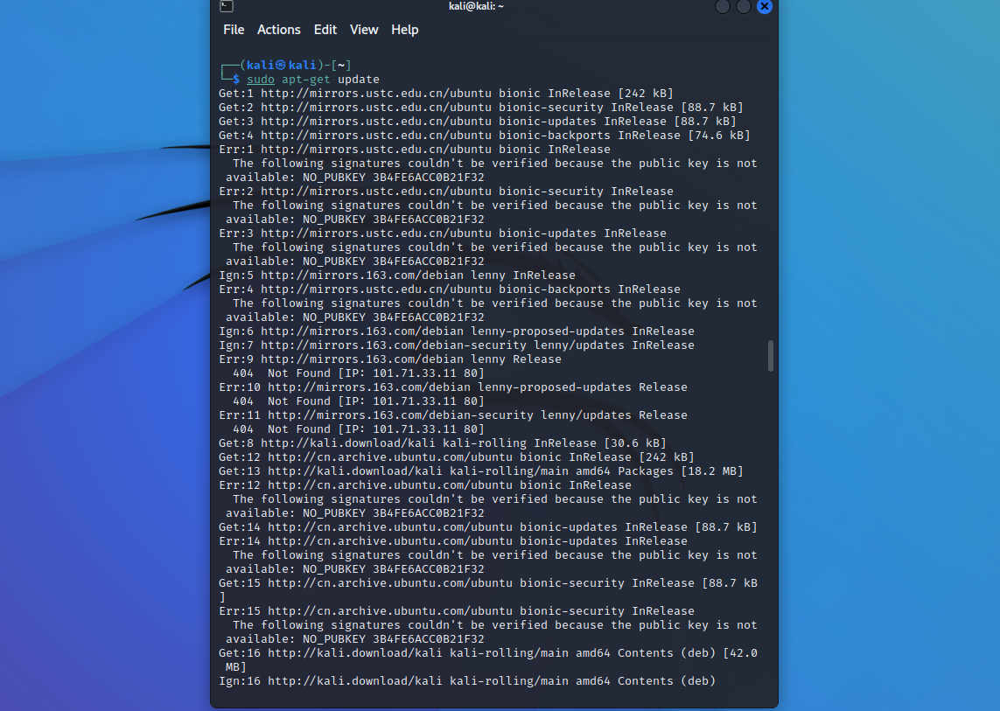 kali@kali: ~
File Actions Edit View Help
┌──(kali㉿kali)-[~]
└─$ sudo apt-get update
Get:1 http://mirrors.ustc.edu.cn/ubuntu bionic InRelease [242 kB]
Get:2 http://mirrors.ustc.edu.cn/ubuntu bionic-security InRelease [88.7 kB]
Get:3 http://mirrors.ustc.edu.cn/ubuntu bionic-updates InRelease [88.7 kB]
Get:4 http://mirrors.ustc.edu.cn/ubuntu bionic-backports InRelease [74.6 kB]
Err:1 http://mirrors.ustc.edu.cn/ubuntu bionic InRelease
  The following signatures couldn't be verified because the public key is not
 available: NO_PUBKEY 3B4FE6ACC0B21F32
Err:2 http://mirrors.ustc.edu.cn/ubuntu bionic-security InRelease
  The following signatures couldn't be verified because the public key is not
 available: NO_PUBKEY 3B4FE6ACC0B21F32
Err:3 http://mirrors.ustc.edu.cn/ubuntu bionic-updates InRelease
  The following signatures couldn't be verified because the public key is not
 available: NO_PUBKEY 3B4FE6ACC0B21F32
Ign:5 http://mirrors.163.com/debian lenny InRelease
Err:4 http://mirrors.ustc.edu.cn/ubuntu bionic-backports InRelease
  The following signatures couldn't be verified because the public key is not
 available: NO_PUBKEY 3B4FE6ACC0B21F32
Ign:6 http://mirrors.163.com/debian lenny-proposed-updates InRelease
Ign:7 http://mirrors.163.com/debian-security lenny/updates InRelease
Err:9 http://mirrors.163.com/debian lenny Release
  404  Not Found [IP: 101.71.33.11 80]
Err:10 http://mirrors.163.com/debian lenny-proposed-updates Release
  404  Not Found [IP: 101.71.33.11 80]
Err:11 http://mirrors.163.com/debian-security lenny/updates Release
  404  Not Found [IP: 101.71.33.11 80]
Get:8 http://kali.download/kali kali-rolling InRelease [30.6 kB]
Get:12 http://cn.archive.ubuntu.com/ubuntu bionic InRelease [242 kB]
Get:13 http://kali.download/kali kali-rolling/main amd64 Packages [18.2 MB]
Err:12 http://cn.archive.ubuntu.com/ubuntu bionic InRelease
  The following signatures couldn't be verified because the public key is not
 available: NO_PUBKEY 3B4FE6ACC0B21F32
Get:14 http://cn.archive.ubuntu.com/ubuntu bionic-updates InRelease [88.7 kB]
Err:14 http://cn.archive.ubuntu.com/ubuntu bionic-updates InRelease
  The following signatures couldn't be verified because the public key is not
 available: NO_PUBKEY 3B4FE6ACC0B21F32
Get:15 http://cn.archive.ubuntu.com/ubuntu bionic-security InRelease [88.7 kB
]
Err:15 http://cn.archive.ubuntu.com/ubuntu bionic-security InRelease
  The following signatures couldn't be verified because the public key is not
 available: NO_PUBKEY 3B4FE6ACC0B21F32
Get:16 http://kali.download/kali kali-rolling/main amd64 Contents (deb) [42.0
 MB]
Ign:16 http://kali.download/kali kali-rolling/main amd64 Contents (deb)